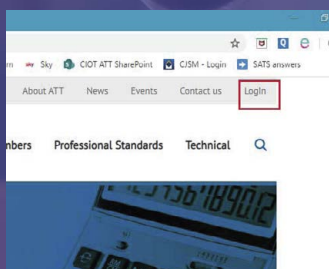 Sky CIOT ATT SharePoint CJSM - Login SATS answers
About ATT News Events Contact us Login
Professional Standards Technical